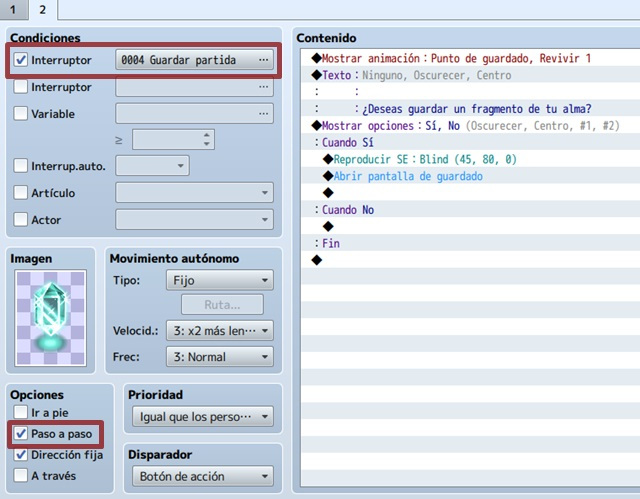 1 2
Condiciones
Interruptor 0004 Guardar partida ...
Interruptor ...
Variable ...
≥
Interrup.auto.
Artículo
Actor
Imagen
Movimiento autónomo
Tipo: Fijo
Ruta...
Velocid.: 3: x2 más len···
Frec: 3: Normal
Opciones
Ir a pie
Paso a paso
Dirección fija
A través
Prioridad
Igual que los perso···
Disparador
Botón de acción
Contenido
◆Mostrar animación：Punto de guardado, Revivir 1
◆Texto：Ninguno, Oscurecer, Centro
：　　：
：　　：¿Deseas guardar un fragmento de tu alma?
◆Mostrar opciones：Sí, No (Oscurecer, Centro, #1, #2)
：Cuando Sí
◆Reproducir SE：Blind (45, 80, 0)
◆Abrir pantalla de guardado
◆
：Cuando No
◆
：Fin
◆